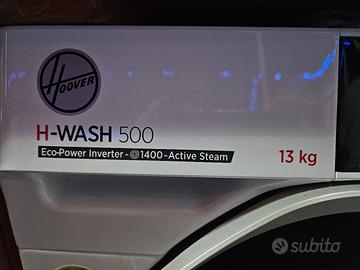 HOOVER
H-WASH 500
Eco-Power Inverter - 1400 - Active Steam
13 kg
subito